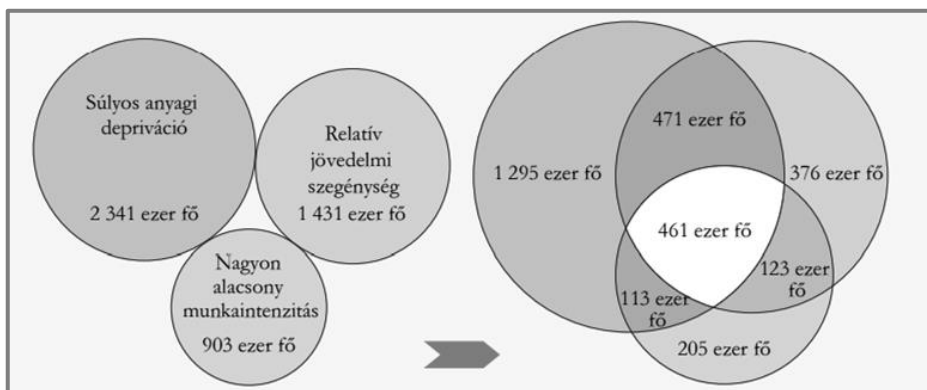 Súlyos anyagi
depriváció
2 341 ezer fő
Relatív
jövedelmi
szegénység
1 431 ezer fő
Nagyon
alacsony
munkaintenzitás
903 ezer fő
471 ezer fő
1 295 ezer fő
376 ezer fő
461 ezer fő
123 ezer
fő
113 ezer
fő
205 ezer fő